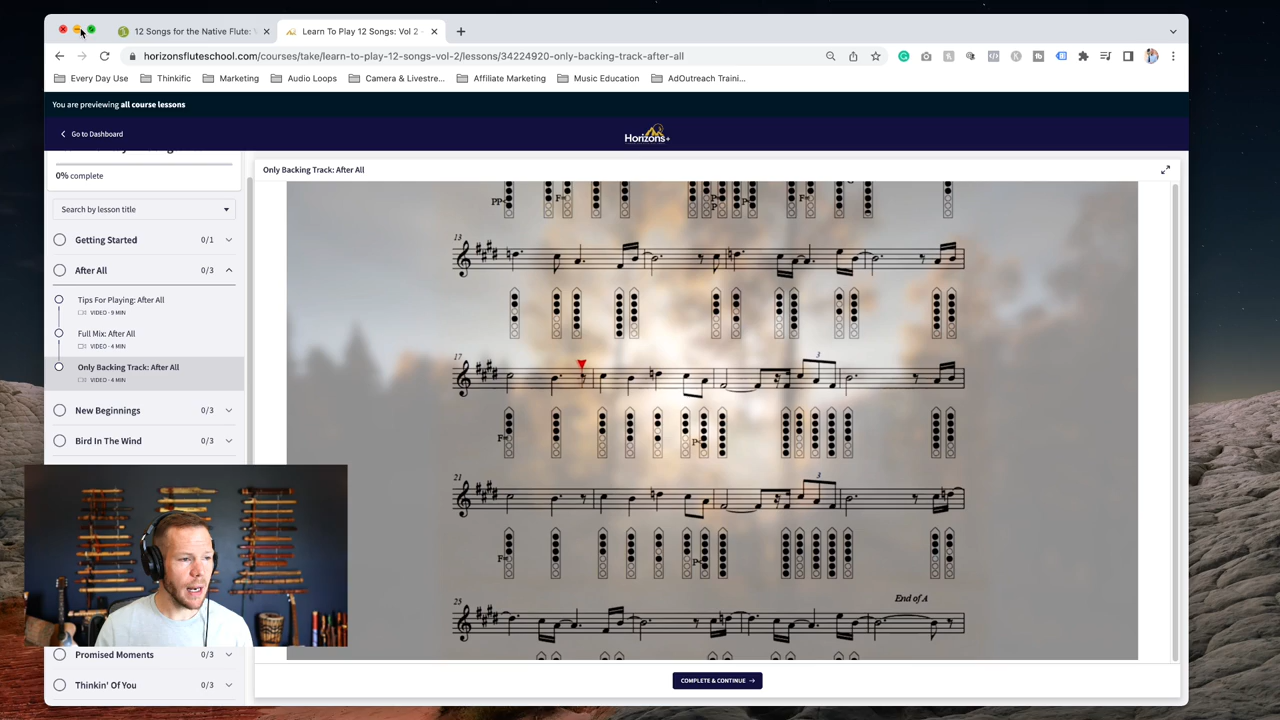 12 Songs for the Native Flute:
Learn To Play 12 Songs: Vol 2 -
horizonsfluteschool.com/courses/take/learn-to-play-12-songs-vol-2/lessons/34224920-only-backing-track-after-all
Every Day Use
Thinkific
Marketing
Audio Loops
Camera & Livestre...
Affiliate Marketing
Music Education
AdOutreach Traini...
You are previewing all course lessons
Go to Dashboard
Horizons+
0% complete
Search by lesson title
Getting Started 0/1
After All 0/3
Tips For Playing: After All
VIDEO · 9 MIN
Full Mix: After All
VIDEO · 4 MIN
Only Backing Track: After All
VIDEO · 4 MIN
New Beginnings 0/3
Bird In The Wind 0/3
Promised Moments 0/3
Thinkin' Of You 0/3
Only Backing Track: After All
13
17
3
21
3
25
End of A
COMPLETE & CONTINUE →